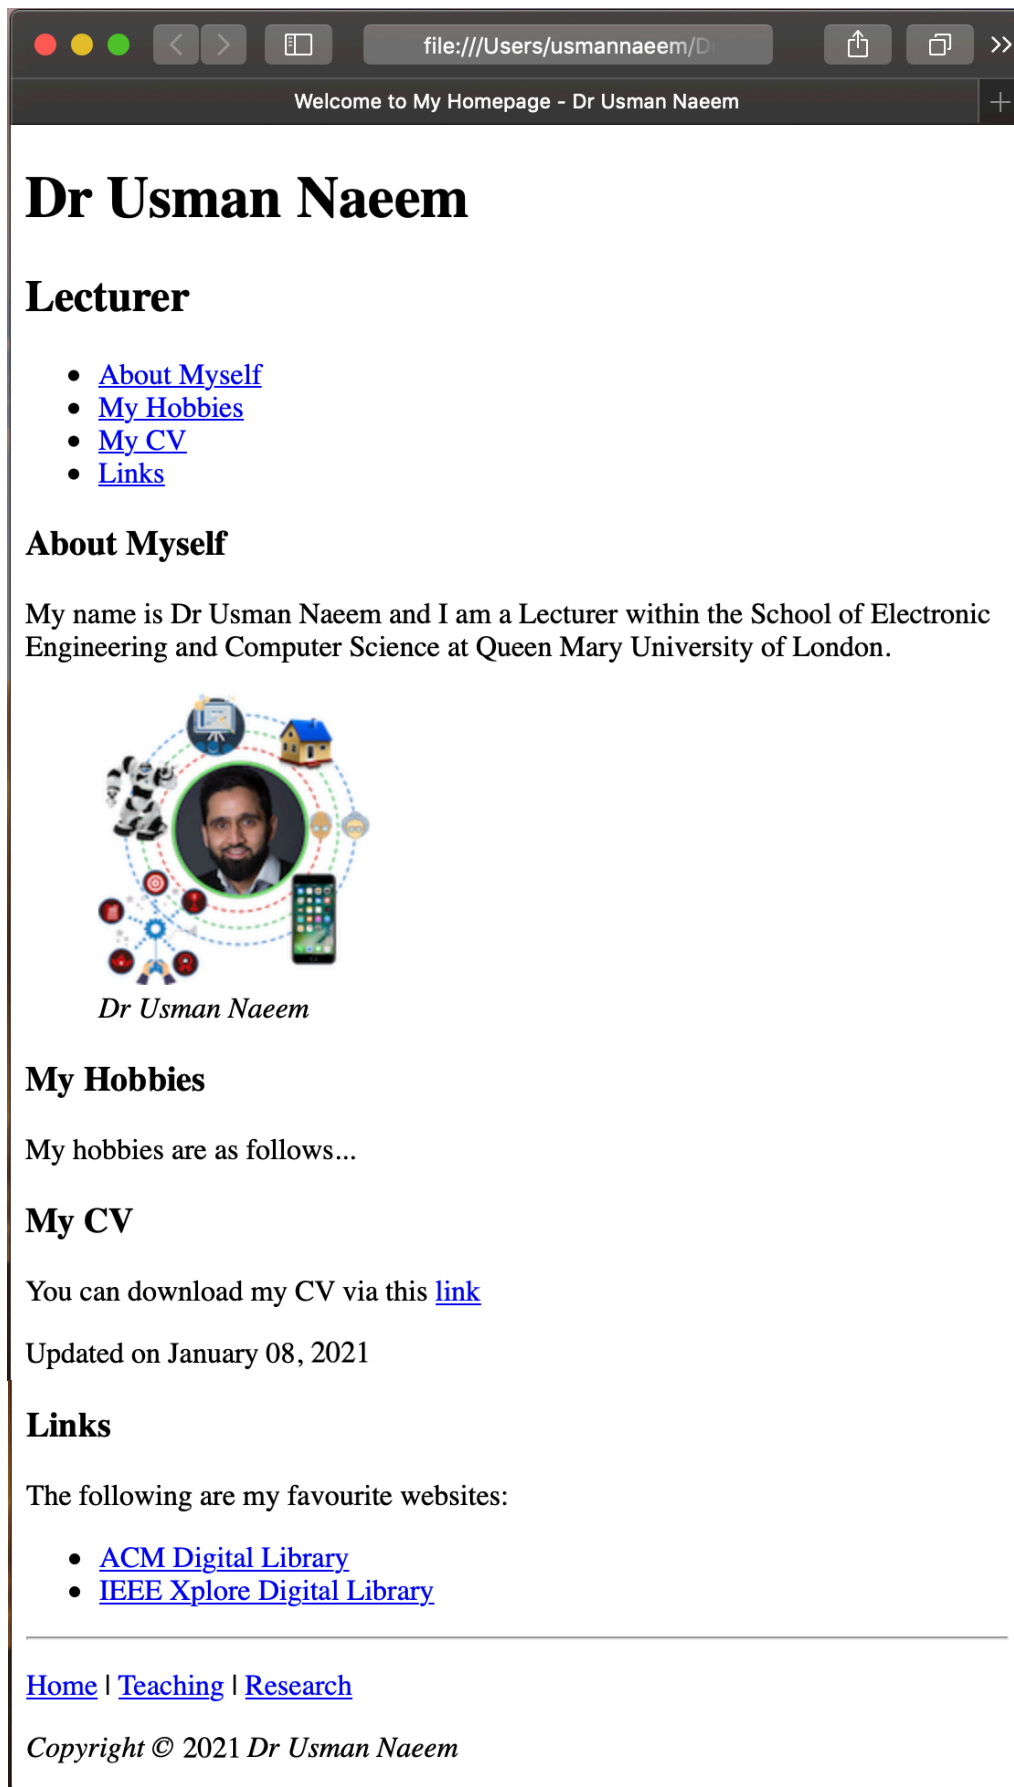 file:///Users/usmannaeem/D
Welcome to My Homepage - Dr Usman Naeem
Dr Usman Naeem
Lecturer
About Myself
My Hobbies
My CV
Links
About Myself
My name is Dr Usman Naeem and I am a Lecturer within the School of Electronic
Engineering and Computer Science at Queen Mary University of London.
Dr Usman Naeem
My Hobbies
My hobbies are as follows...
My CV
You can download my CV via this link
Updated on January 08, 2021
Links
The following are my favourite websites:
ACM Digital Library
IEEE Xplore Digital Library
Home | Teaching | Research
Copyright © 2021 Dr Usman Naeem